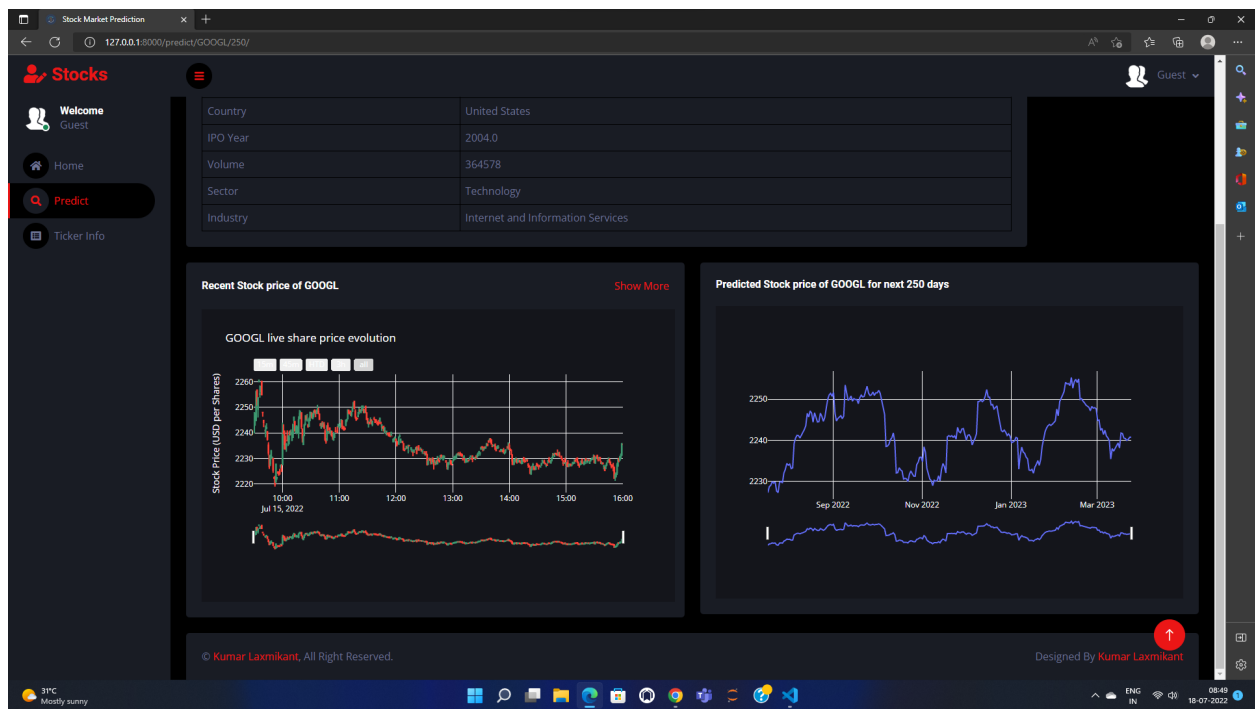 Stock Market Prediction
127.0.0.1:8000/predict/GOOGL/250/
Stocks
Guest
Welcome
Guest
Home
Predict
Ticker Info
Country United States
IPO Year 2004.0
Volume 364578
Sector Technology
Industry Internet and Information Services
Recent Stock price of GOOGL Show More
GOOGL live share price evolution
all
Stock Price (USD per Shares)
2260
2250
2240
2230
2220
10:00 11:00 12:00 13:00 14:00 15:00 16:00
Jul 15, 2022
Predicted Stock price of GOOGL for next 250 days
2250
2240
2230
Sep 2022 Nov 2022 Jan 2023 Mar 2023
© Kumar Laxmikant, All Right Reserved. Designed By Kumar Laxmikant
31°C
Mostly sunny
ENG
IN
08:49
18-07-2022
1